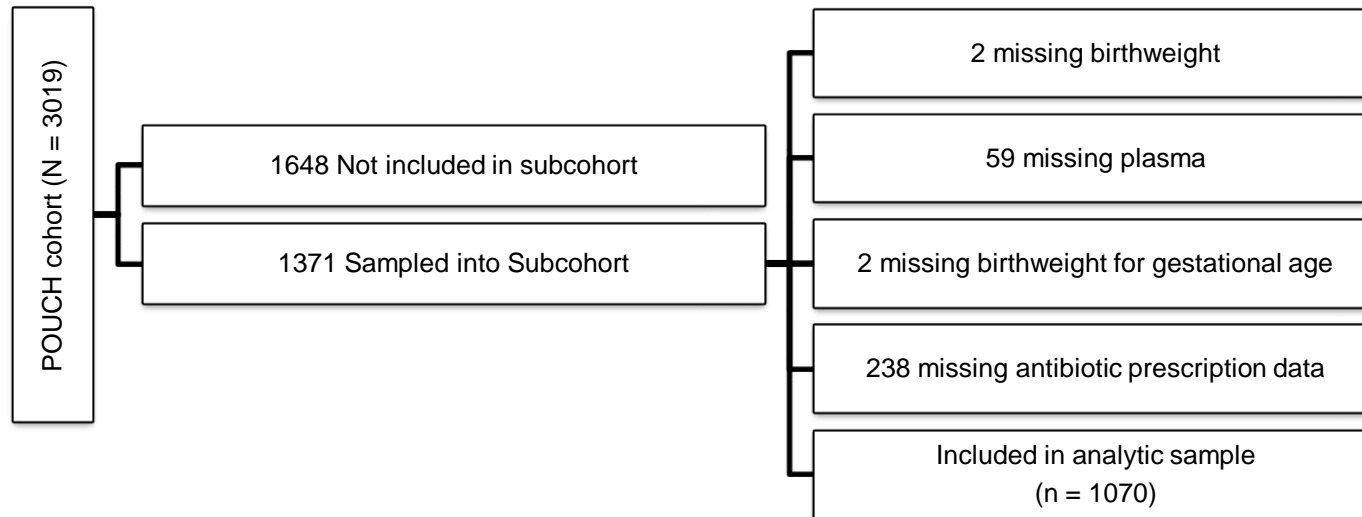 POUCH cohort (N = 3019)
1648 Not included in subcohort
1371 Sampled into Subcohort
2 missing birthweight
59 missing plasma
2 missing birthweight for gestational age
238 missing antibiotic prescription data
Included in analytic sample
(n = 1070)